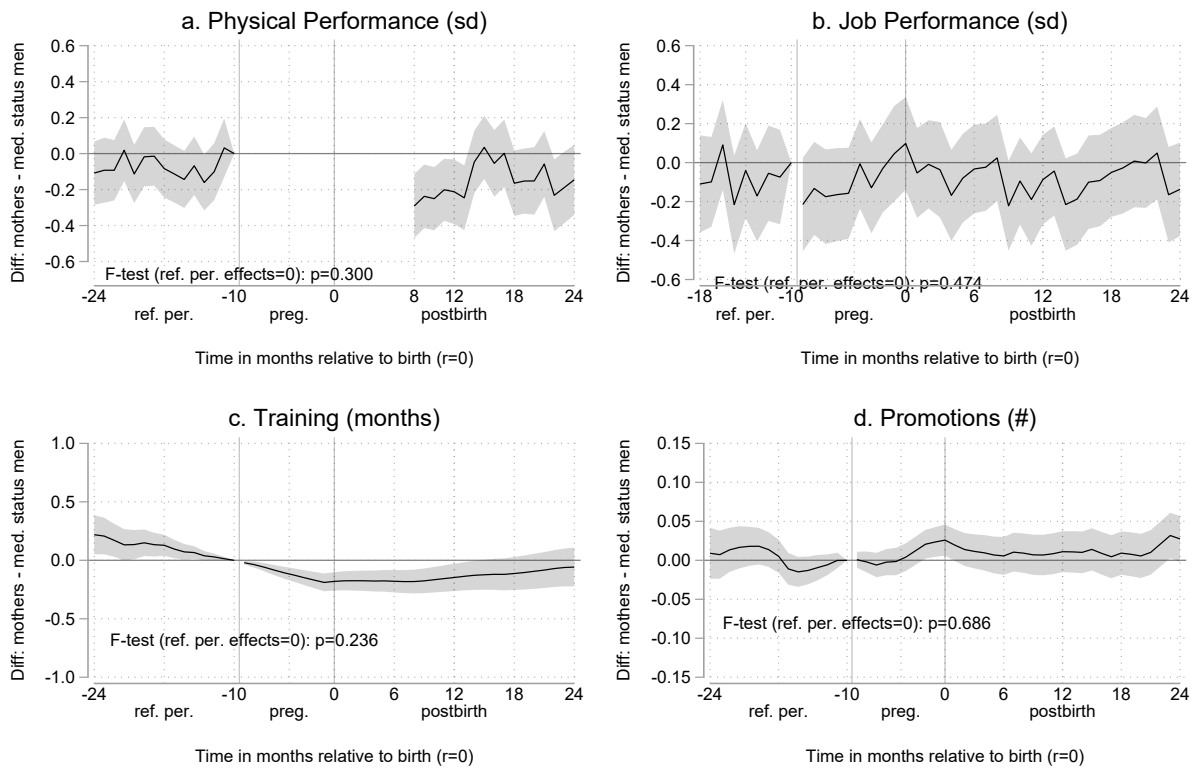 a. Physical Performance (sd)
Diff: mothers - med. status men
0.6
0.4
0.2
0.0
-0.2
-0.4
-0.6
F-test (ref. per. effects=0): p=0.300
-24 -10 0 8 12 18 24
ref. per. preg. postbirth
Time in months relative to birth (r=0)
b. Job Performance (sd)
Diff: mothers - med. status men
0.6
0.4
0.2
0.0
-0.2
-0.4
-0.6
F-test (ref. per. effects=0): p=0.474
-18 -10 0 6 12 18 24
ref. per. preg. postbirth
Time in months relative to birth (r=0)
c. Training (months)
Diff: mothers - med. status men
1.0
0.5
0.0
-0.5
-1.0
F-test (ref. per. effects=0): p=0.236
-24 -10 0 6 12 18 24
ref. per. preg. postbirth
Time in months relative to birth (r=0)
d. Promotions (#)
Diff: mothers - med. status men
0.15
0.10
0.05
0.00
-0.05
-0.10
-0.15
F-test (ref. per. effects=0): p=0.686
-24 -10 0 6 12 18 24
ref. per. preg. postbirth
Time in months relative to birth (r=0)